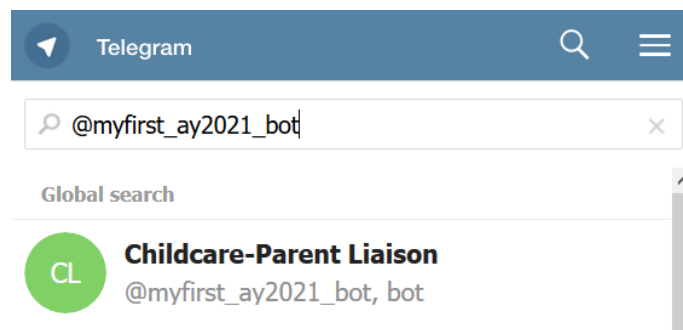 Telegram
@myfirst_ay2021_bot
Global search
CL
Childcare-Parent Liaison
@myfirst_ay2021_bot, bot